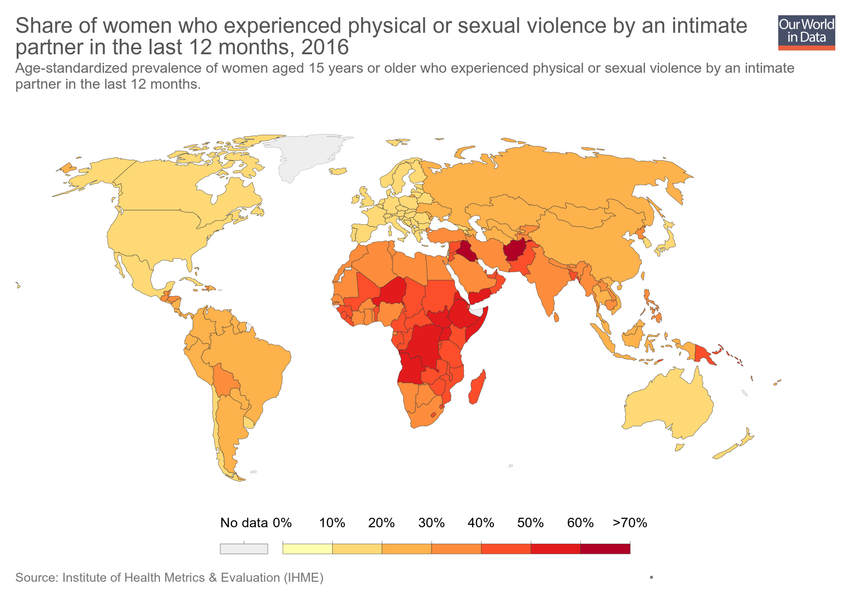 Share of women who experienced physical or sexual violence by an intimate
partner in the last 12 months, 2016
Our World
in Data
Age-standardized prevalence of women aged 15 years or older who experienced physical or sexual violence by an intimate
partner in the last 12 months.
No data 0% 10% 20% 30% 40% 50% 60% >70%
Source: Institute of Health Metrics & Evaluation (IHME)